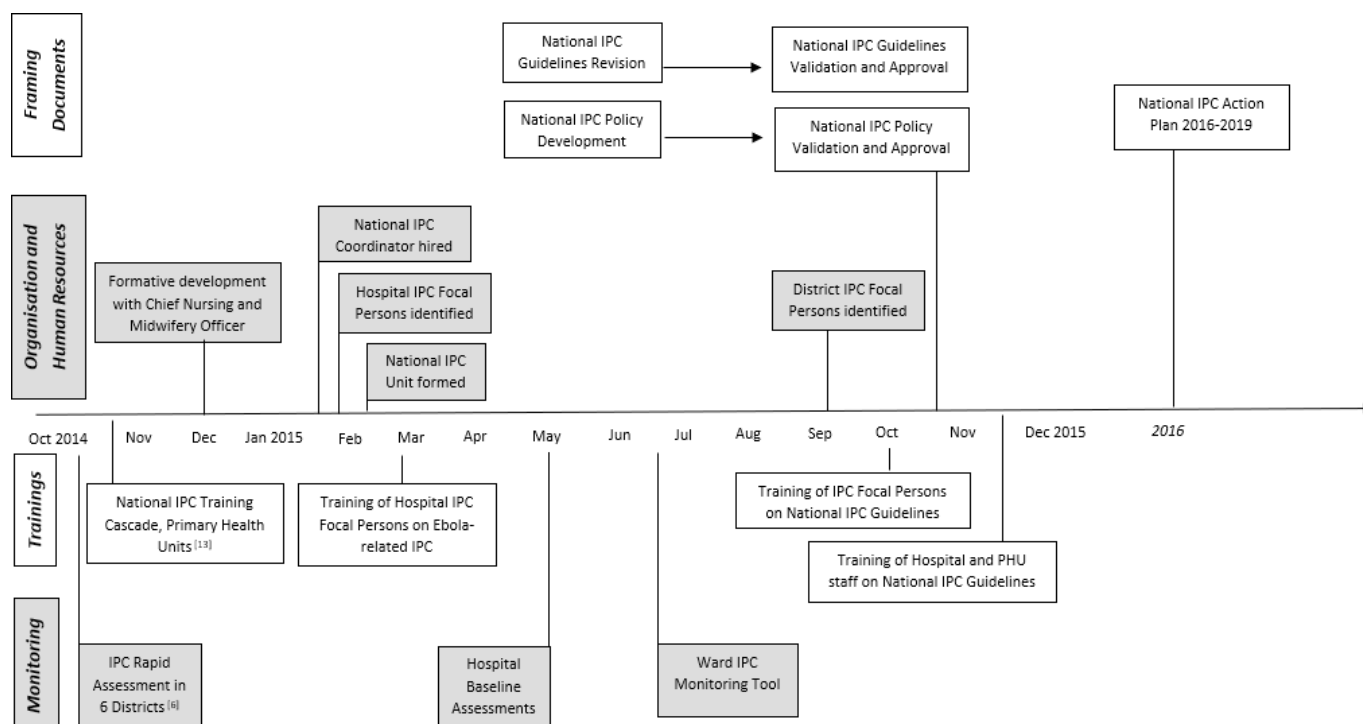 Framing
Documents
National IPC
Guidelines Revision
National IPC Guidelines
Validation and Approval
National IPC Policy
Development
National IPC Policy
Validation and Approval
National IPC Action
Plan 2016-2019
Organisation and
Human Resources
Formative development
with Chief Nursing and
Midwifery Officer
National IPC
Coordinator hired
Hospital IPC Focal
Persons identified
National IPC
Unit formed
District IPC Focal
Persons identified
Oct 2014 Nov Dec Jan 2015 Feb Mar Apr May Jun Jul Aug Sep Oct Nov Dec 2015 2016
Trainings
National IPC Training
Cascade, Primary Health
Units [13]
Training of Hospital IPC
Focal Persons on Ebola-
related IPC
Training of IPC Focal Persons
on National IPC Guidelines
Training of Hospital and PHU
staff on National IPC Guidelines
Monitoring
IPC Rapid
Assessment in
6 Districts [6]
Hospital
Baseline
Assessments
Ward IPC
Monitoring Tool